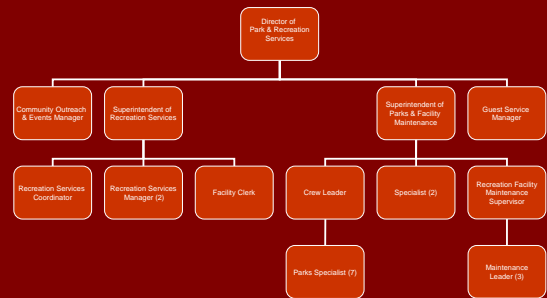 Director of
Park & Recreation
Services
Community Outreach
& Events Manager
Superintendent of
Recreation Services
Superintendent of
Parks & Facility
Maintenance
Guest Service
Manager
Recreation Services
Coordinator
Recreation Services
Manager (2)
Facility Clerk
Crew Leader
Specialist (2)
Recreation Facility
Maintenance
Supervisor
Parks Specialist (7)
Maintenance
Leader (3)